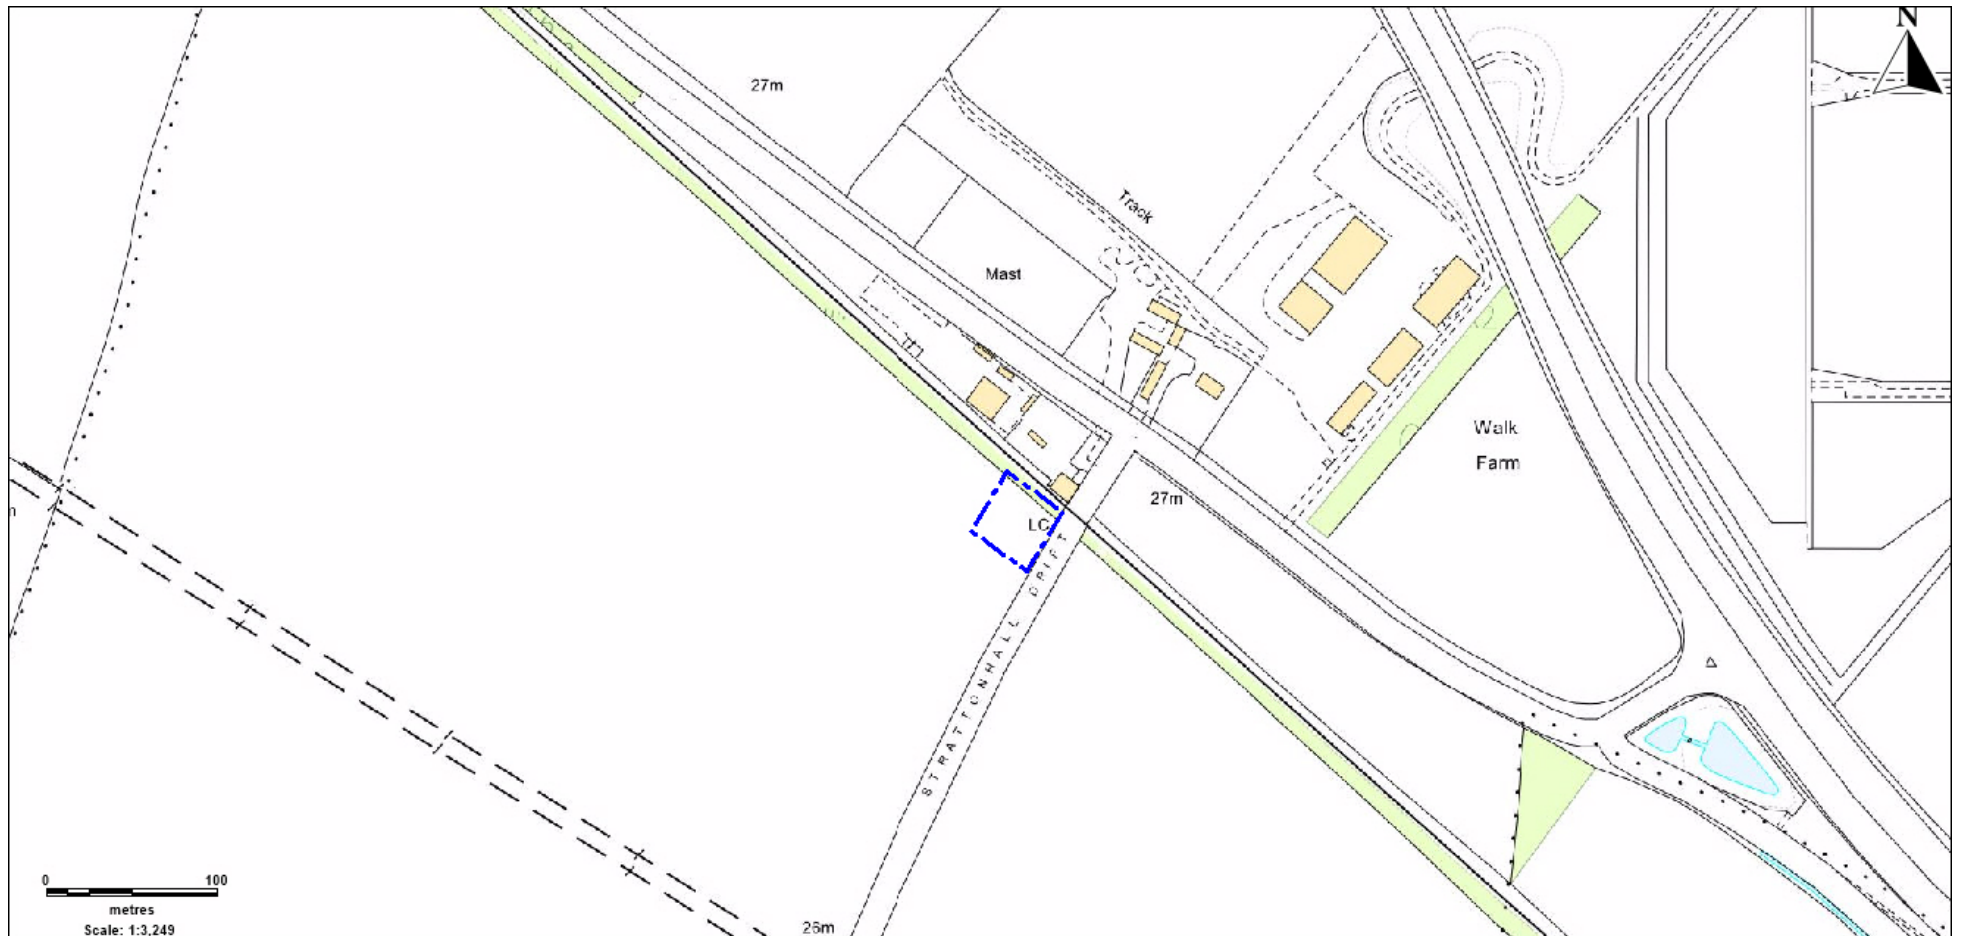 N
27m
Track
Mast
Walk
Farm
27m
LC
STRATTONHALL DRIFT
0 100
metres
Scale: 1:3,249
26m